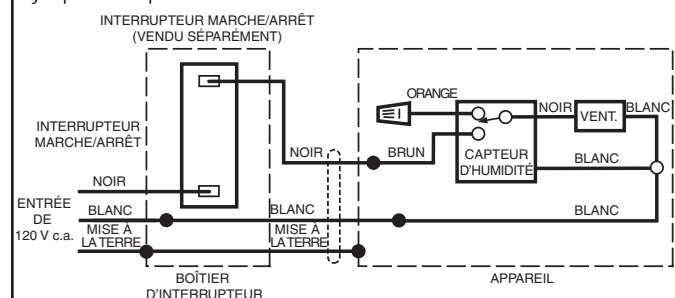 INTERRUPTEUR MARCHE/ARRÊT
(VENDU SÉPARÉMENT)
INTERRUPTEUR
MARCHE/ARRÊT
NOIR
ENTRÉE
DE
120 V c.a.
BLANC
MISE À
LA TERRE
NOIR
BLANC
MISE À
LA TERRE
BOÎTIER
D'INTERRUPTEUR
ORANGE
BRUN
CAPTEUR
D'HUMIDITÉ
NOIR
VENT.
BLANC
BLANC
BLANC
APPAREIL